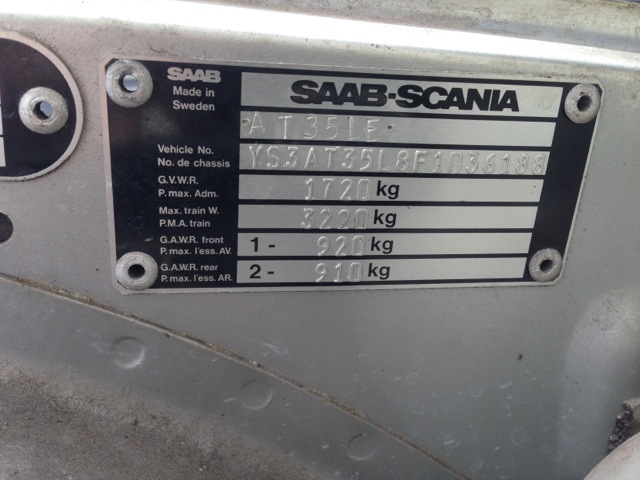 SAAB
Made in
Sweden
SAAB-SCANIA
AT35LE
Vehicle No.
No. de chassis
YS3AT35L8F1036188
G.V.W.R.
P. max. Adm.
1720 kg
Max. train W.
P.M.A. train
3220 kg
G.A.W.R. front
P. max. l'ess. AV.
1 - 920 kg
G.A.W.R. rear
P. max. l'ess. AR.
2 - 910 kg